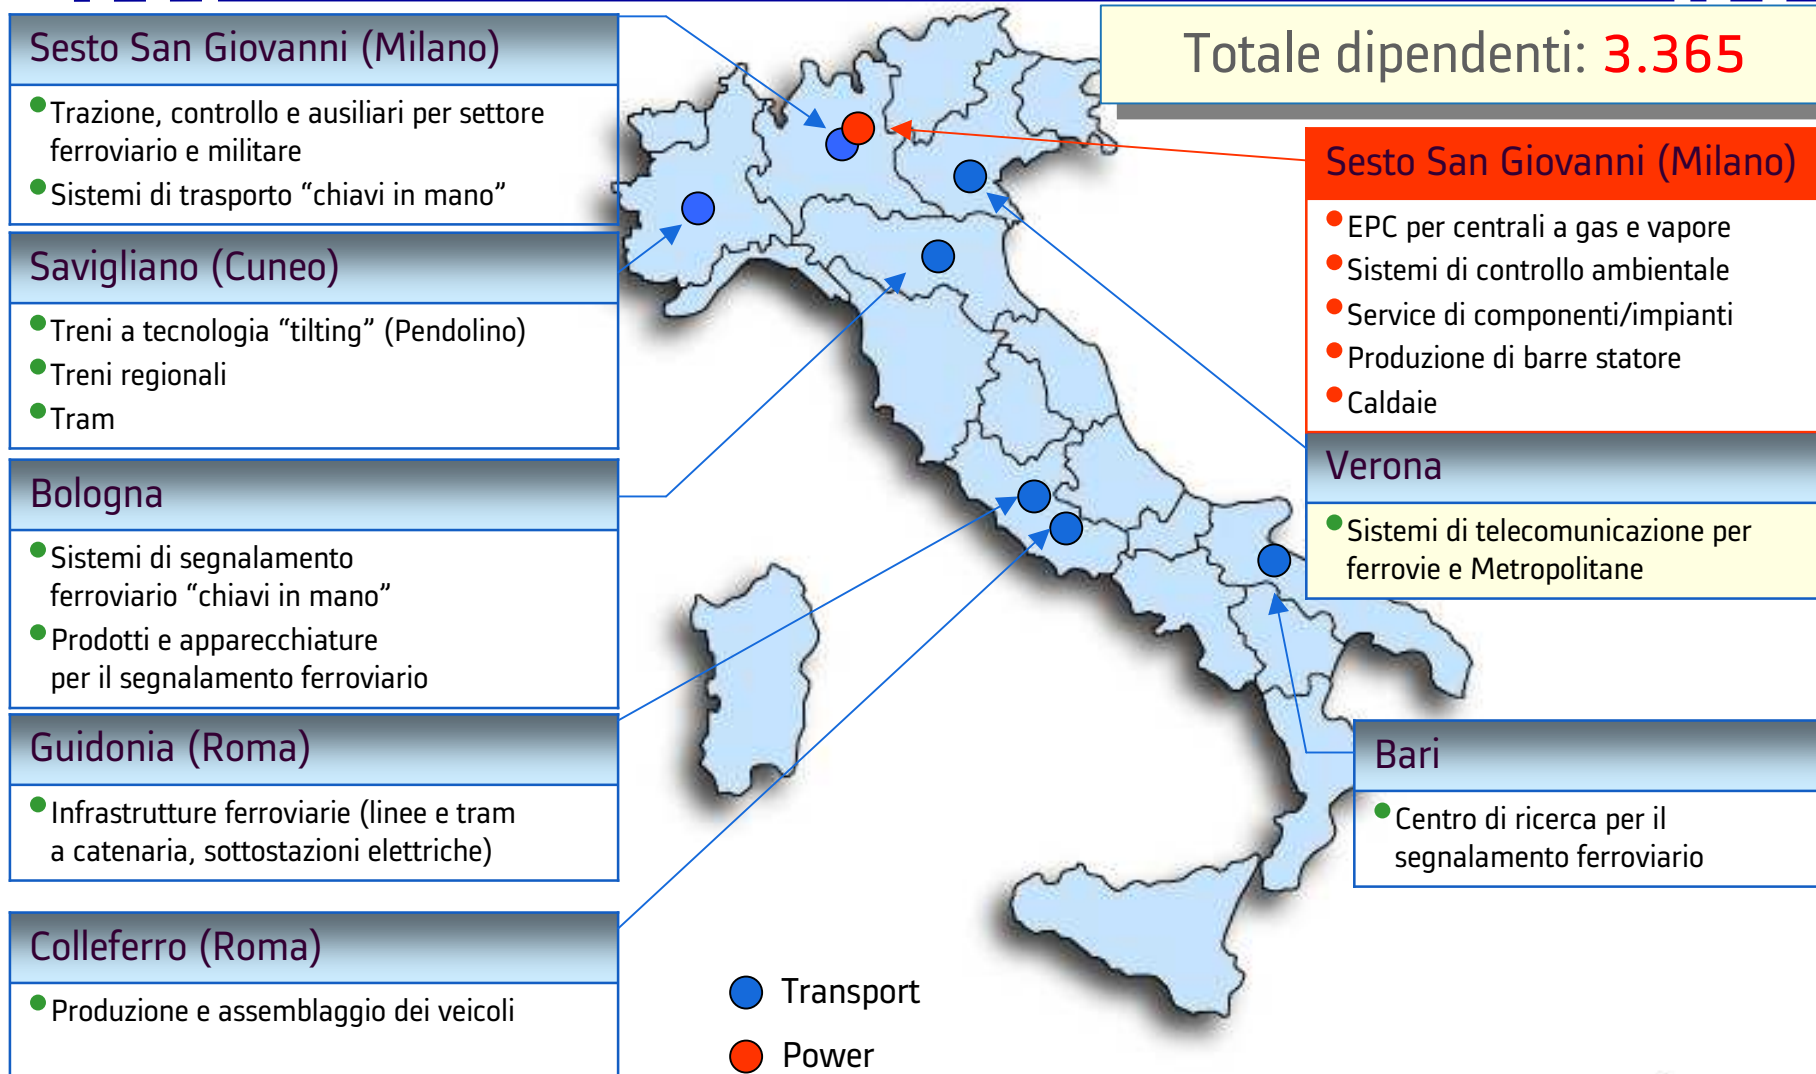 Sesto San Giovanni (Milano)
Trazione, controllo e ausiliari per settore
ferroviario e militare
Sistemi di trasporto “chiavi in mano”
Savigliano (Cuneo)
Treni a tecnologia “tilting” (Pendolino)
Treni regionali
Tram
Bologna
Sistemi di segnalamento
ferroviario “chiavi in mano”
Prodotti e apparecchiature
per il segnalamento ferroviario
Guidonia (Roma)
Infrastrutture ferroviarie (linee e tram
a catenaria, sottostazioni elettriche)
Colleferro (Roma)
Produzione e assemblaggio dei veicoli
Totale dipendenti: 3.365
Sesto San Giovanni (Milano)
EPC per centrali a gas e vapore
Sistemi di controllo ambientale
Service di componenti/impianti
Produzione di barre statore
Caldaie
Verona
Sistemi di telecomunicazione per
ferrovie e Metropolitane
Bari
Centro di ricerca per il
segnalamento ferroviario
Transport
Power